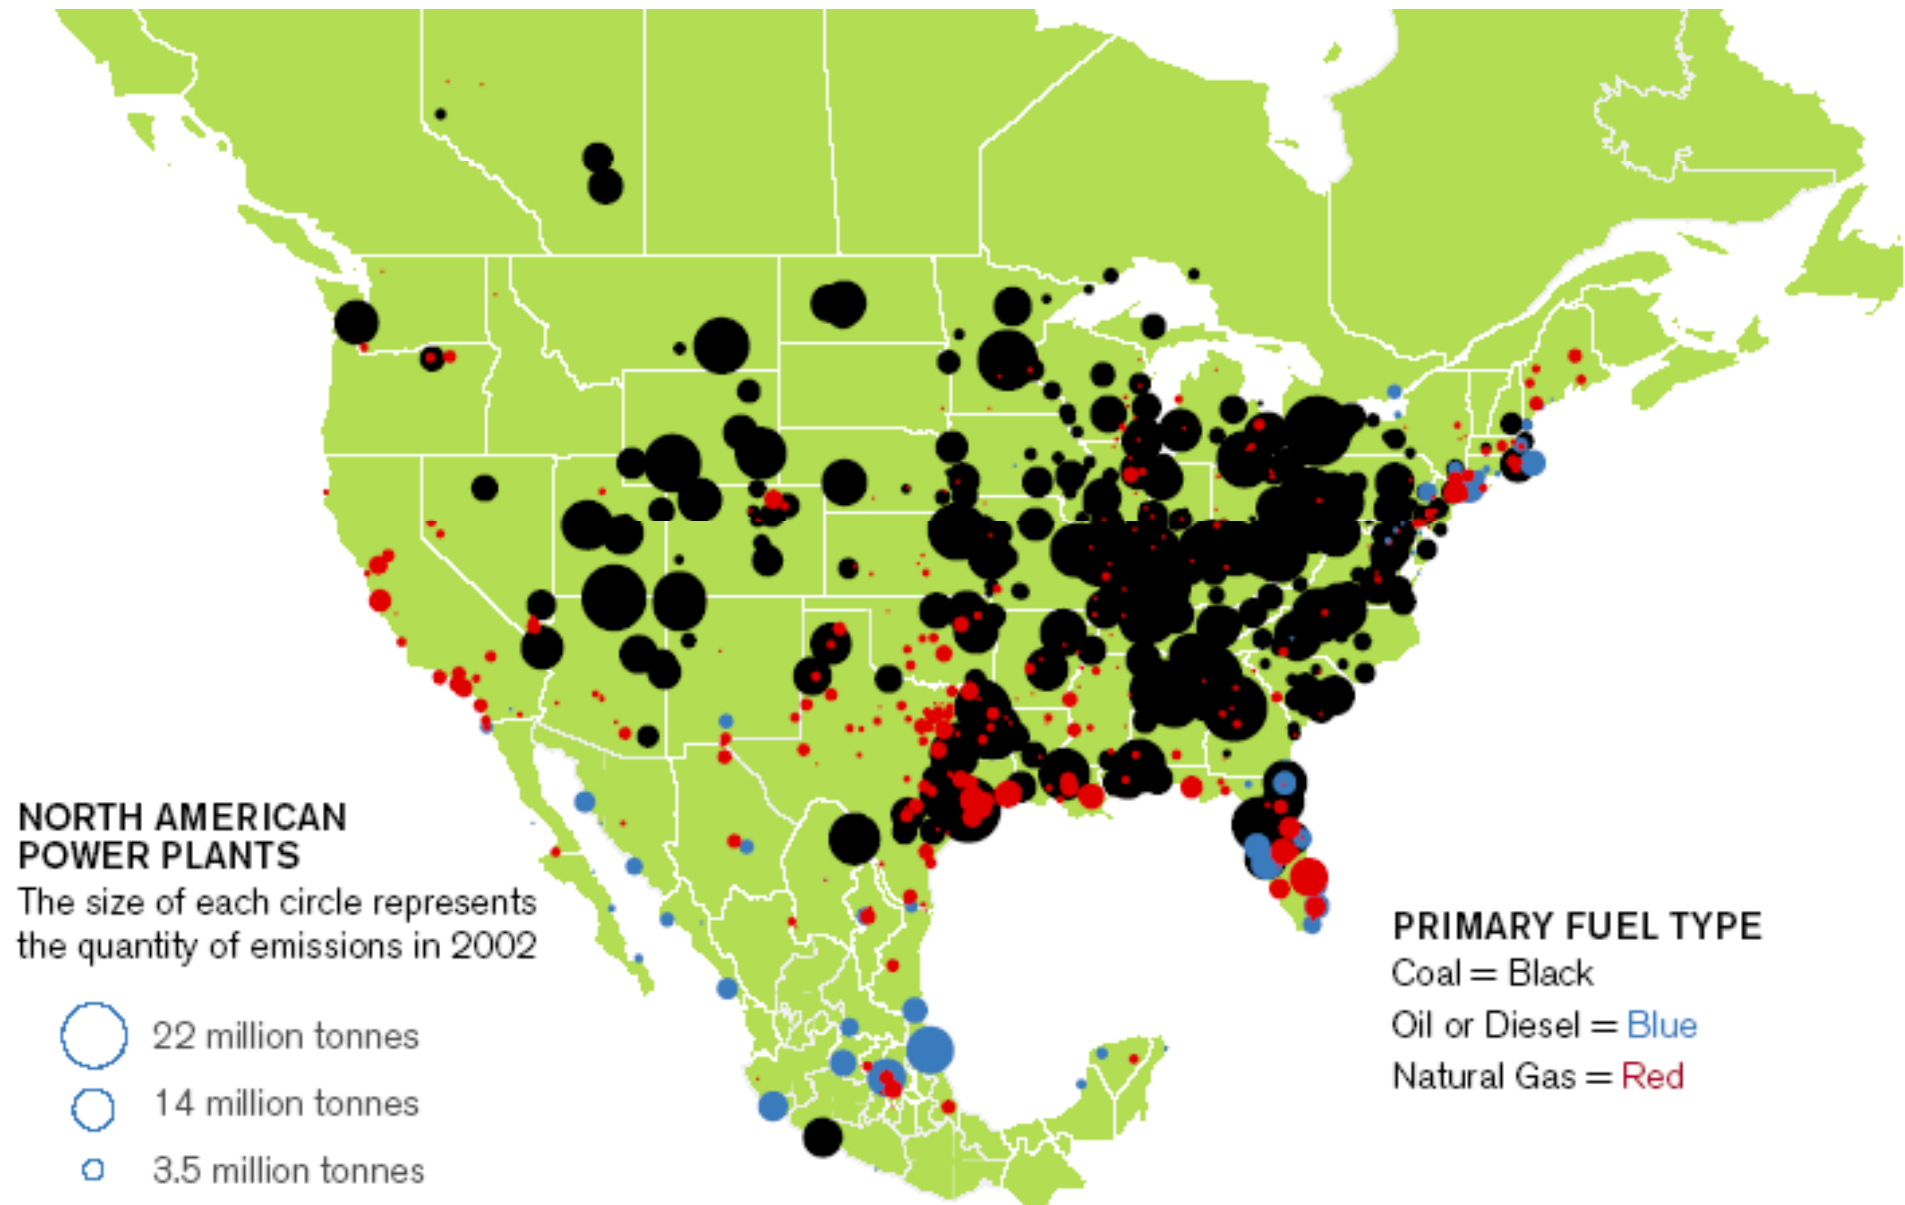 NORTH AMERICAN
POWER PLANTS
The size of each circle represents
the quantity of emissions in 2002
22 million tonnes
14 million tonnes
3.5 million tonnes
PRIMARY FUEL TYPE
Coal = Black
Oil or Diesel = Blue
Natural Gas = Red